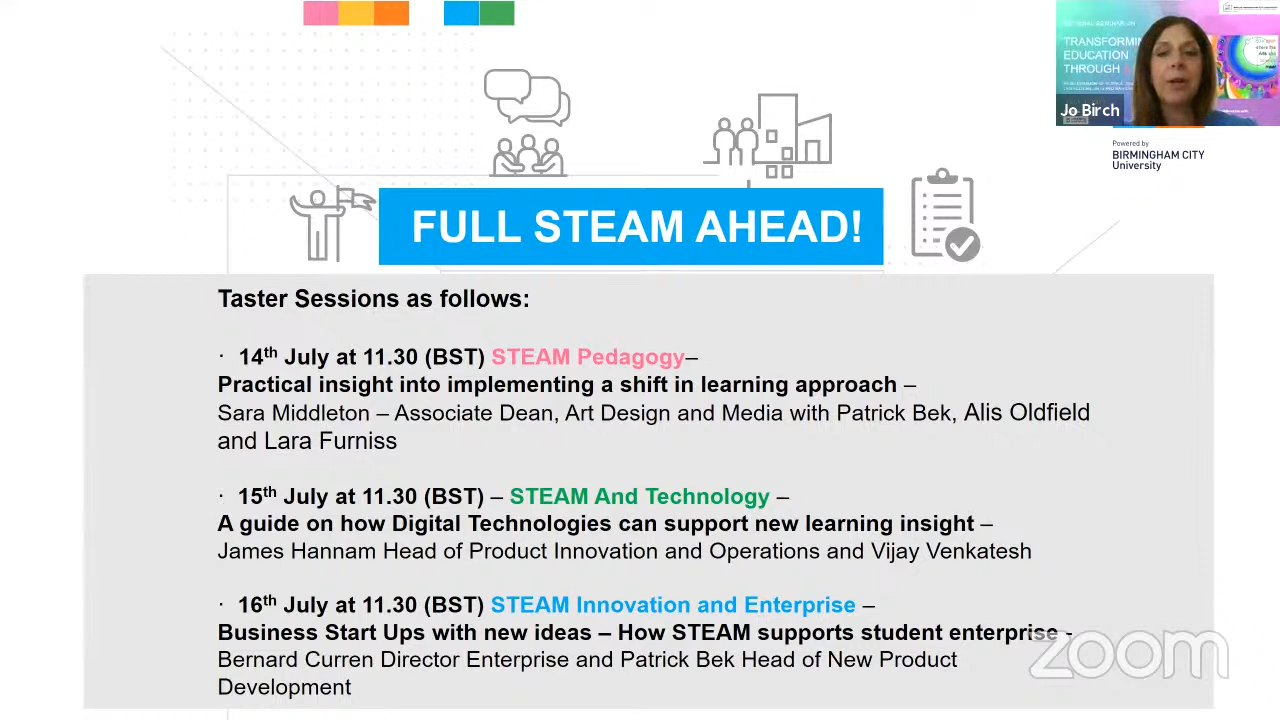 TRANSFORMING
EDUCATION
THROUGH
Jo Birch
Powered by
BIRMINGHAM CITY
University
FULL STEAM AHEAD!
Taster Sessions as follows:
· 14th July at 11.30 (BST) STEAM Pedagogy–
Practical insight into implementing a shift in learning approach –
Sara Middleton – Associate Dean, Art Design and Media with Patrick Bek, Alis Oldfield
and Lara Furniss
· 15th July at 11.30 (BST) – STEAM And Technology –
A guide on how Digital Technologies can support new learning insight –
James Hannam Head of Product Innovation and Operations and Vijay Venkatesh
· 16th July at 11.30 (BST) STEAM Innovation and Enterprise –
Business Start Ups with new ideas – How STEAM supports student enterprise -
Bernard Curren Director Enterprise and Patrick Bek Head of New Product
Development
zoom